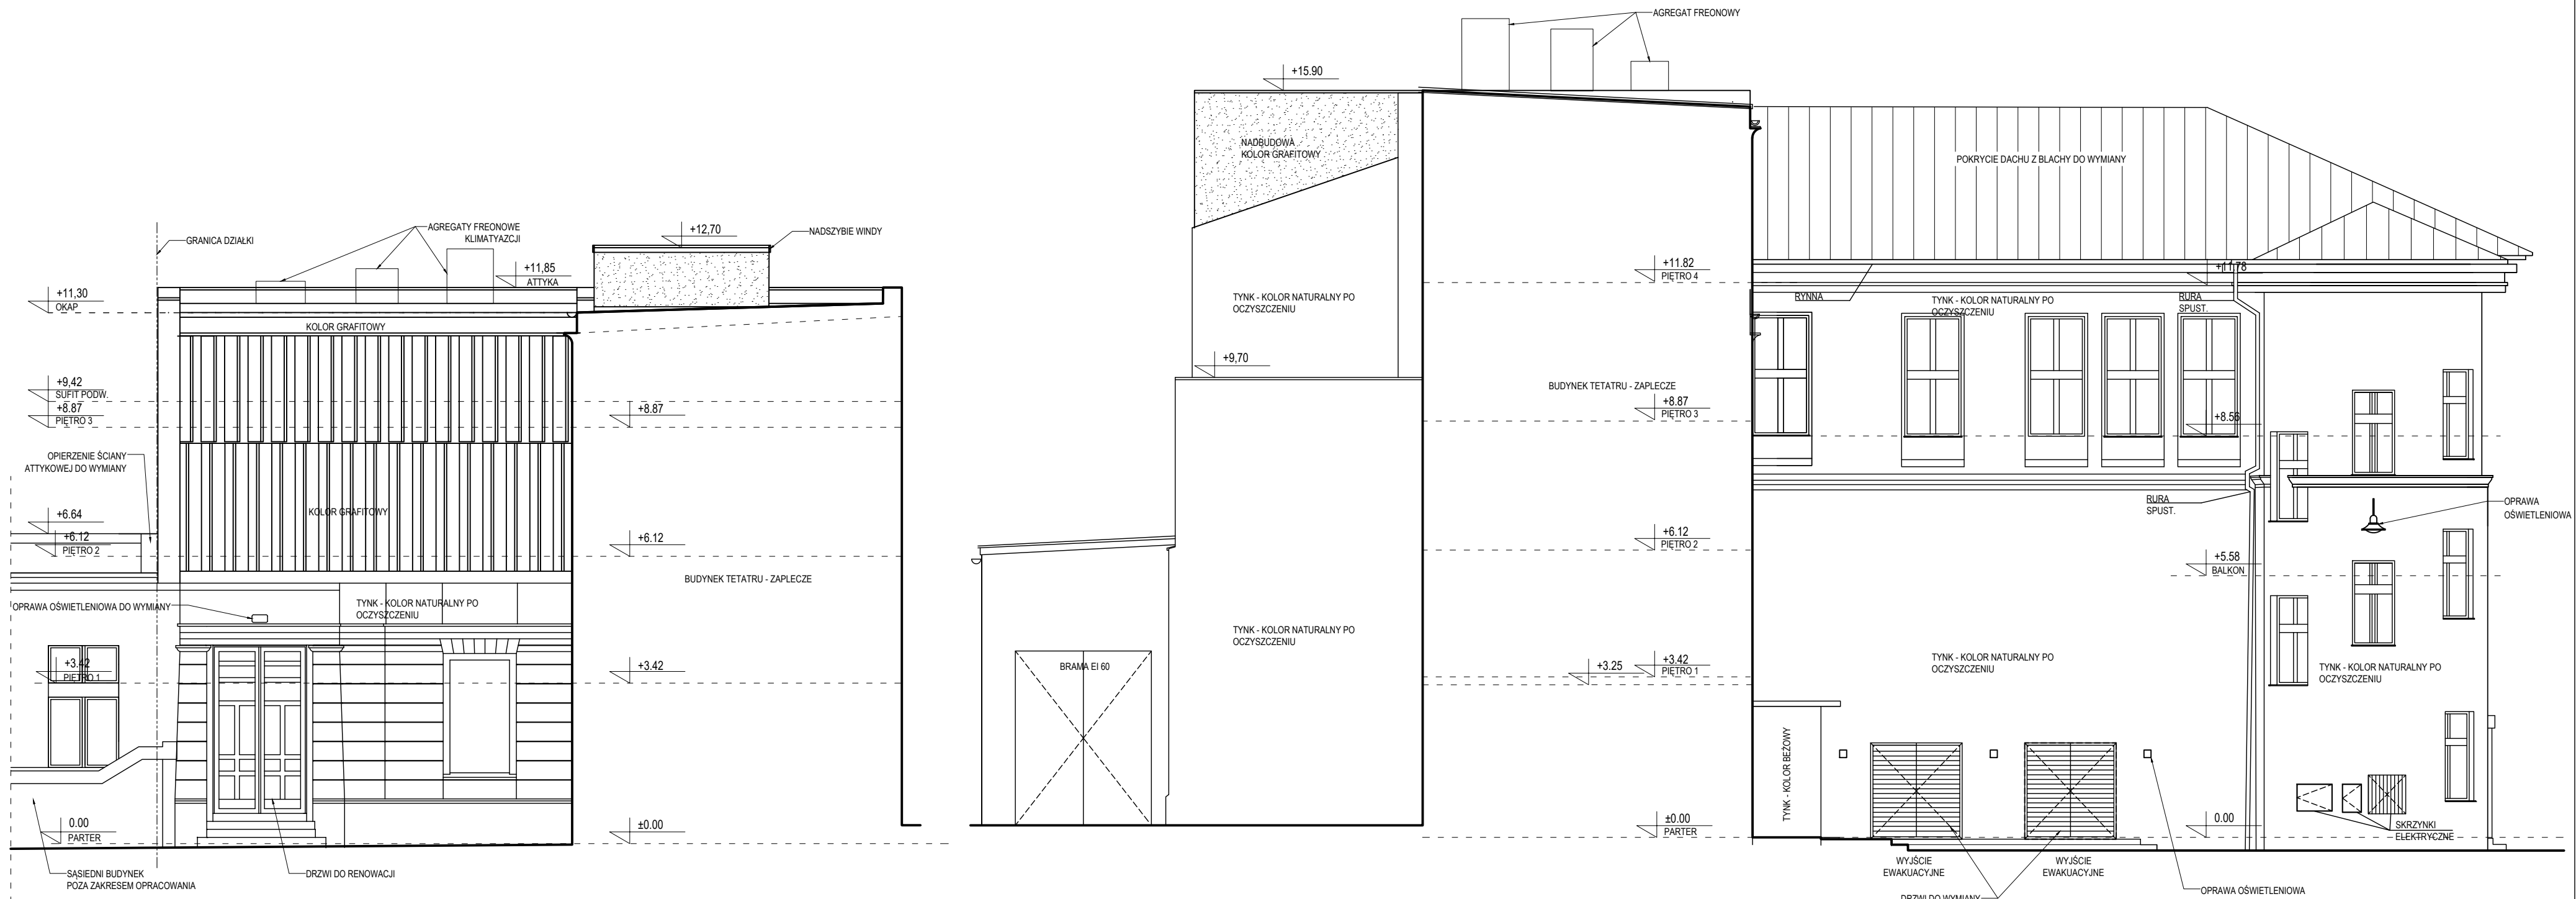 AGREGAT FREONOWY
+15.90
NADBUDOWA
KOLOR GRAFITOWY
POKRYCIE DACHU Z BLACHY DO WYMIANY
GRANICA DZIAŁKI
AGREGATY FREONOWE
KLIMATYAZCJI
+12,70
NADSZYBIE WINDY
+11,85
ATTYKA
+11,30
OKAP
KOLOR GRAFITOWY
+9,42
SUFIT PODW.
+8.87
PIĘTRO 3
+8.87
OPIERZENIE ŚCIANY
ATTYKOWEJ DO WYMIANY
KOLOR GRAFITOWY
+6.64
+6.12
PIĘTRO 2
+6.12
BUDYNEK TETATRU - ZAPLECZE
OPRAWA OŚWIETLENIOWA DO WYMIANY
TYNK - KOLOR NATURALNY PO
OCZYSZCZENIU
+3.42
PIĘTRO 1
+3.42
0.00
PARTER
±0.00
SĄSIEDNI BUDYNEK
POZA ZAKRESEM OPRACOWANIA
DRZWI DO RENOWACJI
TYNK - KOLOR NATURALNY PO
OCZYSZCZENIU
+9,70
+11.82
PIĘTRO 4
BUDYNEK TETATRU - ZAPLECZE
+8.87
PIĘTRO 3
+6.12
PIĘTRO 2
TYNK - KOLOR NATURALNY PO
OCZYSZCZENIU
BRAMA EI 60
+3.25
+3.42
PIĘTRO 1
±0.00
PARTER
+11,78
RYNNA
TYNK - KOLOR NATURALNY PO
OCZYSZCZENIU
RURA
SPUST.
+8.56
RURA
SPUST.
OPRAWA
OŚWIETLENIOWA
+5.58
BALKON
TYNK - KOLOR NATURALNY PO
OCZYSZCZENIU
TYNK - KOLOR NATURALNY PO
OCZYSZCZENIU
TYNK - KOLOR BEŻOWY
0.00
SKRZYNKI
ELEKTRYCZNE
WYJŚCIE
EWAKUACYJNE
WYJŚCIE
EWAKUACYJNE
OPRAWA OŚWIETLENIOWA
DRZWI DO WYMIANY